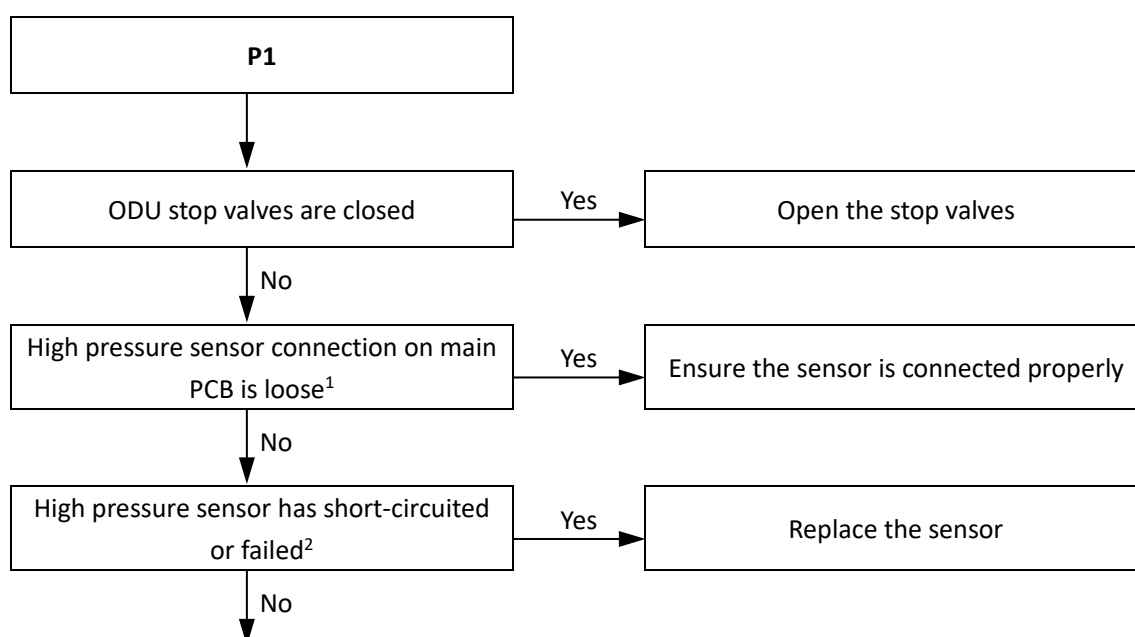 P1
ODU stop valves are closed
Yes
Open the stop valves
No
High pressure sensor connection on main
PCB is loose1
Yes
Ensure the sensor is connected properly
No
High pressure sensor has short-circuited
or failed2
Yes
Replace the sensor
No